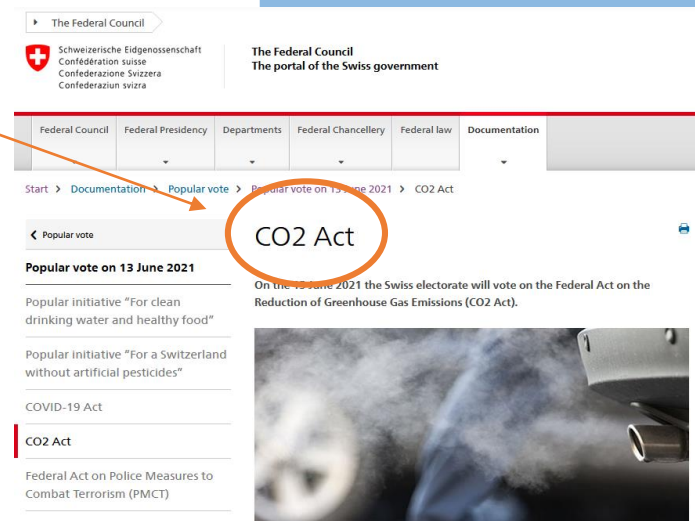 The Federal Council
Schweizerische Eidgenossenschaft
Confédération suisse
Confederazione Svizzera
Confederaziun svizra
The Federal Council
The portal of the Swiss government
Federal Council Federal Presidency Departments Federal Chancellery Federal law Documentation
Start > Documentation > Popular vote > Popular vote on 13 June 2021 > CO2 Act
Popular vote
Popular vote on 13 June 2021
Popular initiative "For clean
drinking water and healthy food"
Popular initiative "For a Switzerland
without artificial pesticides"
COVID-19 Act
CO2 Act
Federal Act on Police Measures to
Combat Terrorism (PMCT)
CO2 Act
On the 13 June 2021 the Swiss electorate will vote on the Federal Act on the
Reduction of Greenhouse Gas Emissions (CO2 Act).